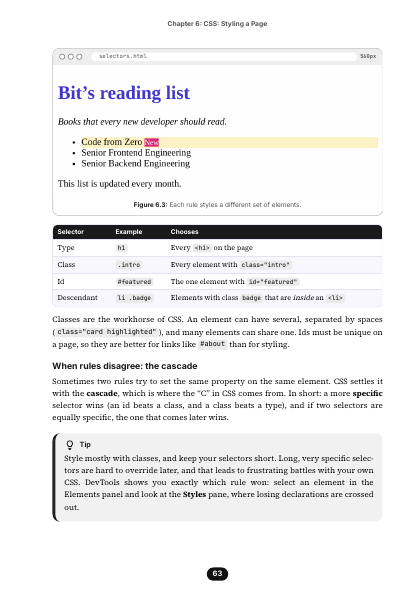 Chapter 6: CSS: Styling a Page
selectors.html 560px
Bit's reading list
Books that every new developer should read.
• Code from Zero New
• Senior Frontend Engineering
• Senior Backend Engineering
This list is updated every month.
Figure 6.3: Each rule styles a different set of elements.
Selector Example Chooses
Type h1 Every <h1> on the page
Class .intro Every element with class="intro"
Id #featured The one element with id="featured"
Descendant li .badge Elements with class badge that are inside an <li>
Classes are the workhorse of CSS. An element can have several, separated by spaces
( class="card highlighted" ), and many elements can share one. Ids must be unique on
a page, so they are better for links like #about than for styling.
When rules disagree: the cascade
Sometimes two rules try to set the same property on the same element. CSS settles it
with the cascade, which is where the “C” in CSS comes from. In short: a more specific
selector wins (an id beats a class, and a class beats a type), and if two selectors are
equally specific, the one that comes later wins.
Tip
Style mostly with classes, and keep your selectors short. Long, very specific selec-
tors are hard to override later, and that leads to frustrating battles with your own
CSS. DevTools shows you exactly which rule won: select an element in the
Elements panel and look at the Styles pane, where losing declarations are crossed
out.
63